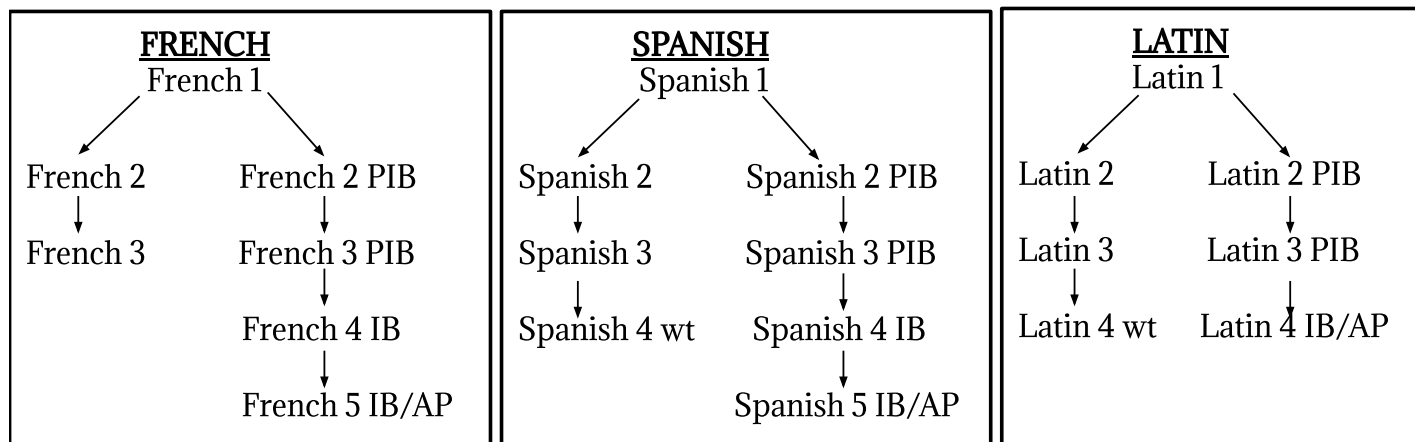 FRENCH
French 1
French 2
French 2 PIB
French 3
French 3 PIB
French 4 IB
French 5 IB/AP
SPANISH
Spanish 1
Spanish 2
Spanish 2 PIB
Spanish 3
Spanish 3 PIB
Spanish 4 wt
Spanish 4 IB
Spanish 5 IB/AP
LATIN
Latin 1
Latin 2
Latin 2 PIB
Latin 3
Latin 3 PIB
Latin 4 wt
Latin 4 IB/AP